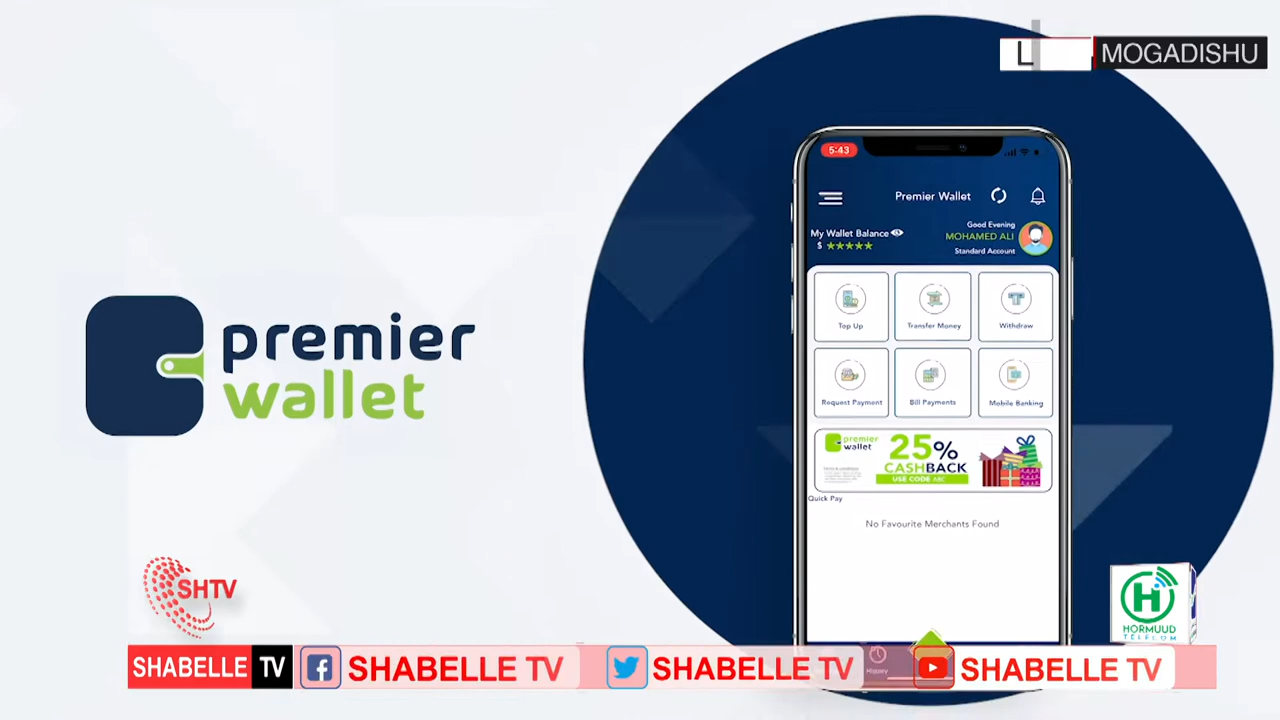 L
MOGADISHU
5:43
Premier Wallet
My Wallet Balance
$ ★★★★★
Good Evening
MOHAMED ALI
Standard Account
Top Up
Transfer Money
Withdraw
Request Payment
Bill Payments
Mobile Banking
premier
wallet
25%
CASHBACK
USE CODE ABC
Quick Pay
No Favourite Merchants Found
History
premier
wallet
SHTV
HORMUUD
TELECOM
SHABELLE TV
SHABELLE TV
SHABELLE TV
SHABELLE TV